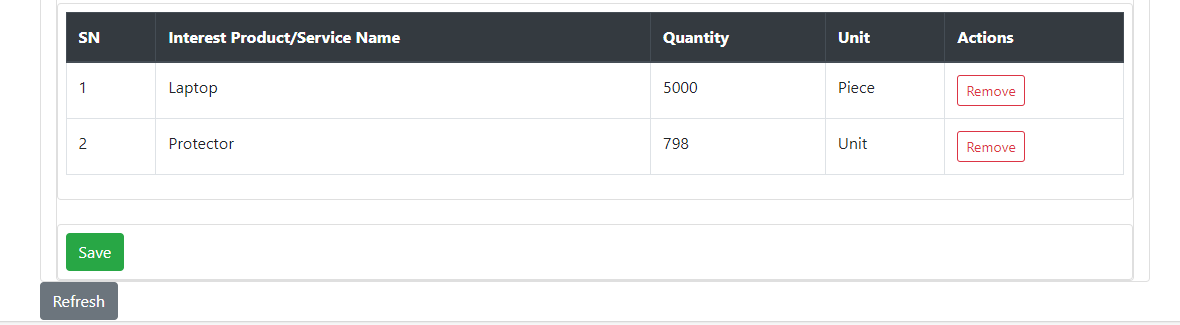 SN Interest Product/Service Name Quantity Unit Actions
1 Laptop 5000 Piece Remove
2 Protector 798 Unit Remove
Save
Refresh